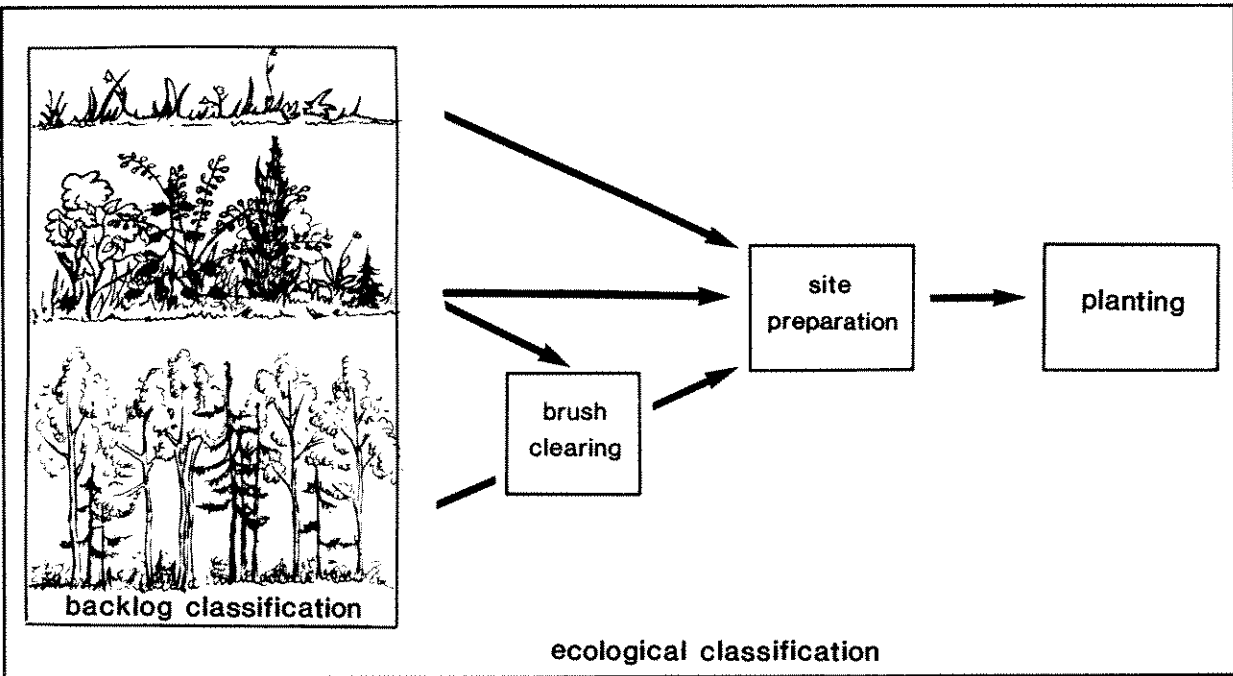 site
preparation
planting
brush
clearing
backlog classification
ecological classification